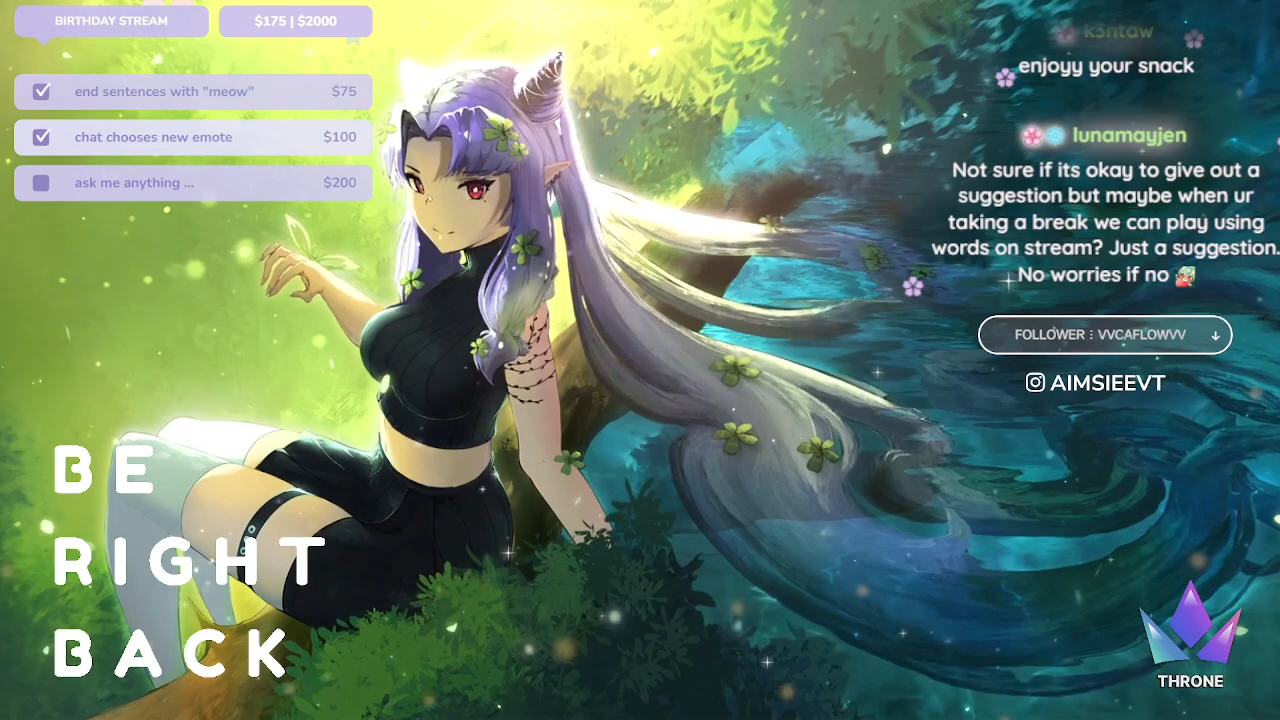 BIRTHDAY STREAM
$175 | $2000
end sentences with "meow" $75
chat chooses new emote $100
ask me anything ... $200
k3ntaw
enjoyy your snack
lunamayjen
Not sure if its okay to give out a
suggestion but maybe when ur
taking a break we can play using
words on stream? Just a suggestion.
No worries if no
FOLLOWER : VVCAFLOWVV
AIMSIEEVT
BE
RIGHT
BACK
THRONE